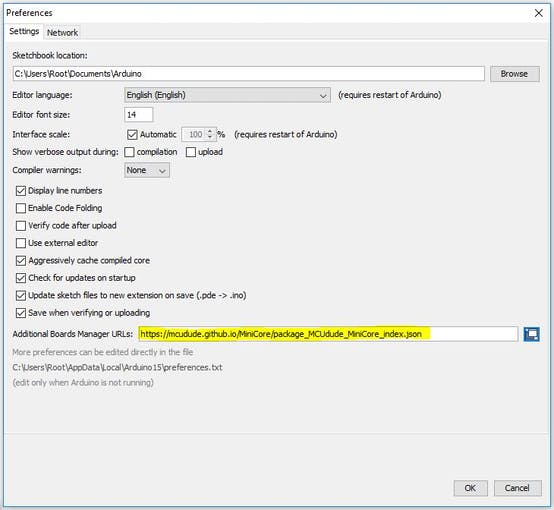 Preferences
Settings Network
Sketchbook location:
C:\Users\Root\Documents\Arduino Browse
Editor language: English (English) (requires restart of Arduino)
Editor font size: 14
Interface scale: Automatic 100 % (requires restart of Arduino)
Show verbose output during: compilation upload
Compiler warnings: None
Display line numbers
Enable Code Folding
Verify code after upload
Use external editor
Aggressively cache compiled core
Check for updates on startup
Update sketch files to new extension on save (.pde -> .ino)
Save when verifying or uploading
Additional Boards Manager URLs: https://mcudude.github.io/MiniCore/package_MCUdude_MiniCore_index.json
More preferences can be edited directly in the file
C:\Users\Root\AppData\Local\Arduino15\preferences.txt
(edit only when Arduino is not running)
OK Cancel